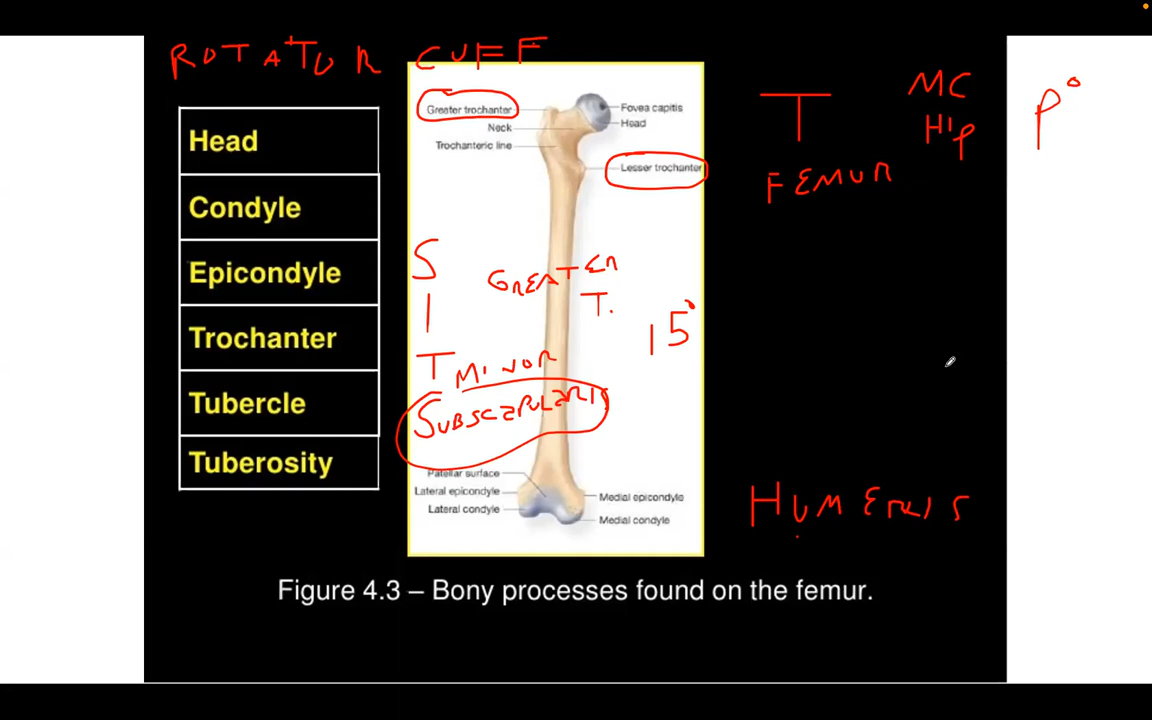 ROTATOR CUFF
Head
Condyle
Epicondyle
Trochanter
Tubercle
Tuberosity
Greater trochanter
Neck
Trochanteric line
Fovea capitis
Head
Lesser trochanter
S
I
T MINOR
SUBSCAPULARIS
GREATER
T.
15°
Patellar surface
Lateral epicondyle
Lateral condyle
Medial epicondyle
Medial condyle
T
FEMUR
MC
HIP
P°
HUMERUS
Figure 4.3 – Bony processes found on the femur.